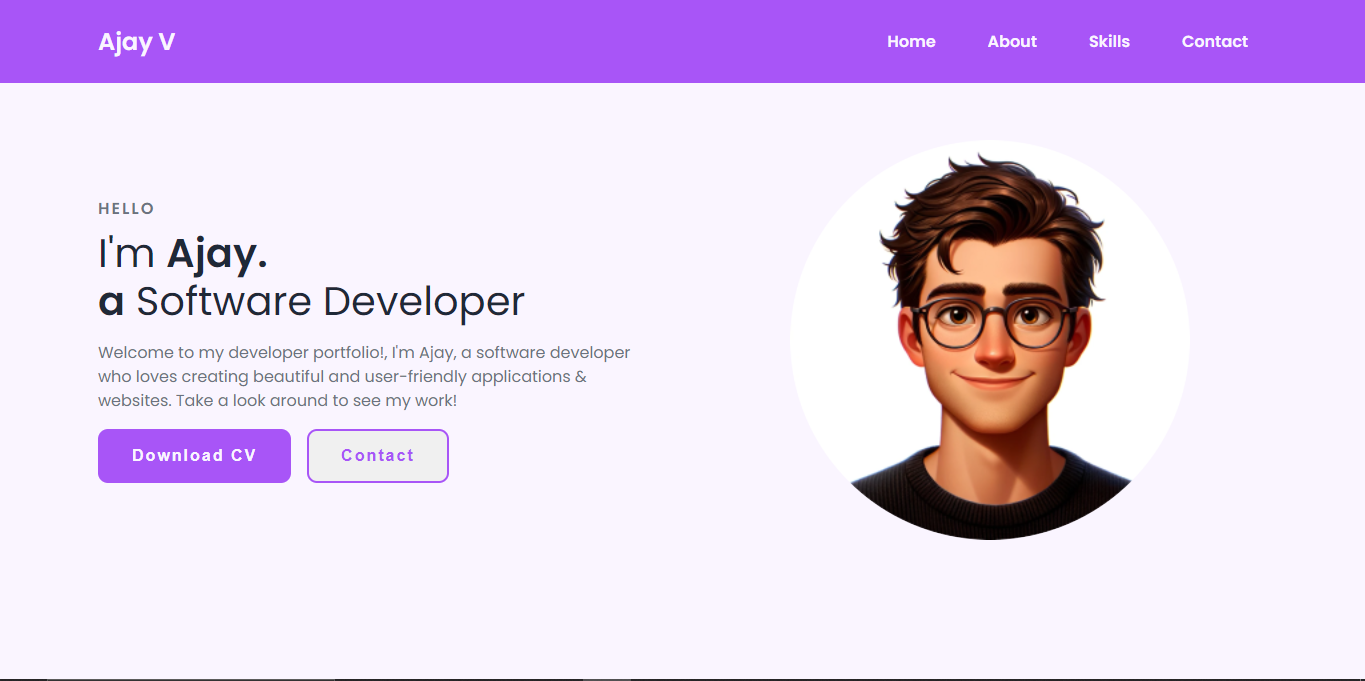 Ajay V
Home About Skills Contact
HELLO
I'm Ajay.
a Software Developer
Welcome to my developer portfolio!, I'm Ajay, a software developer
who loves creating beautiful and user-friendly applications &
websites. Take a look around to see my work!
Download CV Contact